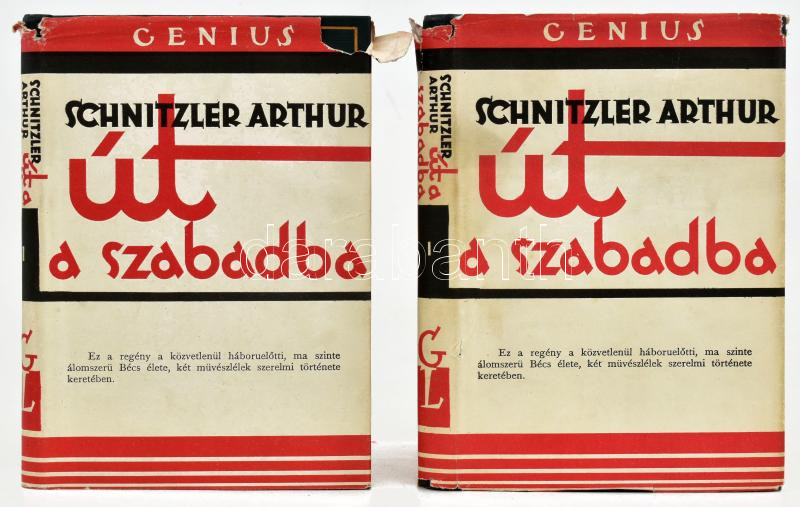 GENIUS
SCHNITZLER ARTHUR
út
a szabadba
Ez a regény a közvetlenül háboruelőtti, ma szinte
álomszerü Bécs élete, két müvészlélek szerelmi története
keretében.
SCHNITZLER
ARTHUR
út a
I
G
L
GENIUS
SCHNITZLER ARTHUR
út
a szabadba
Ez a regény a közvetlenül háboruelőtti, ma szinte
álomszerü Bécs élete, két müvészlélek szerelmi története
keretében.
SCHNITZLER
ARTHUR
út a
szabadba
I
G
L
darabanth